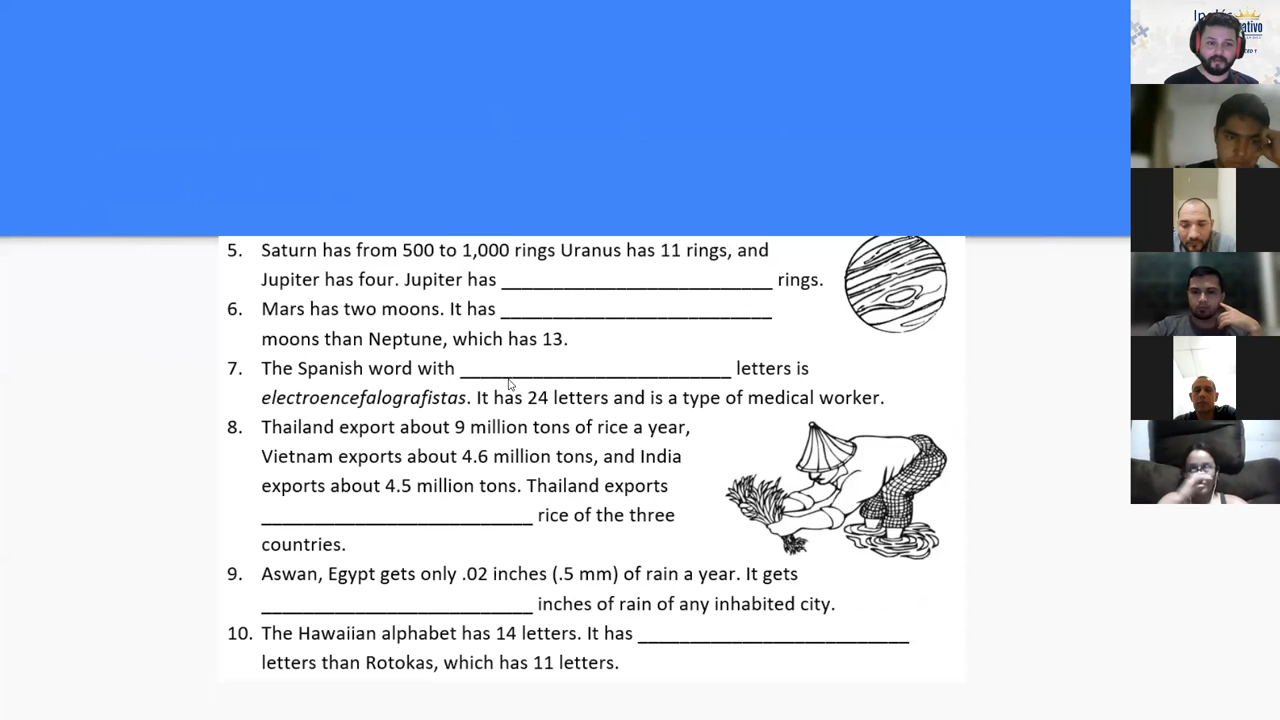 5. Saturn has from 500 to 1,000 rings Uranus has 11 rings, and
Jupiter has four. Jupiter has __________________________ rings.
6. Mars has two moons. It has __________________________
moons than Neptune, which has 13.
7. The Spanish word with __________________________ letters is
electroencefalografistas. It has 24 letters and is a type of medical worker.
8. Thailand export about 9 million tons of rice a year,
Vietnam exports about 4.6 million tons, and India
exports about 4.5 million tons. Thailand exports
__________________________ rice of the three
countries.
9. Aswan, Egypt gets only .02 inches (.5 mm) of rain a year. It gets
__________________________ inches of rain of any inhabited city.
10. The Hawaiian alphabet has 14 letters. It has __________________________
letters than Rotokas, which has 11 letters.